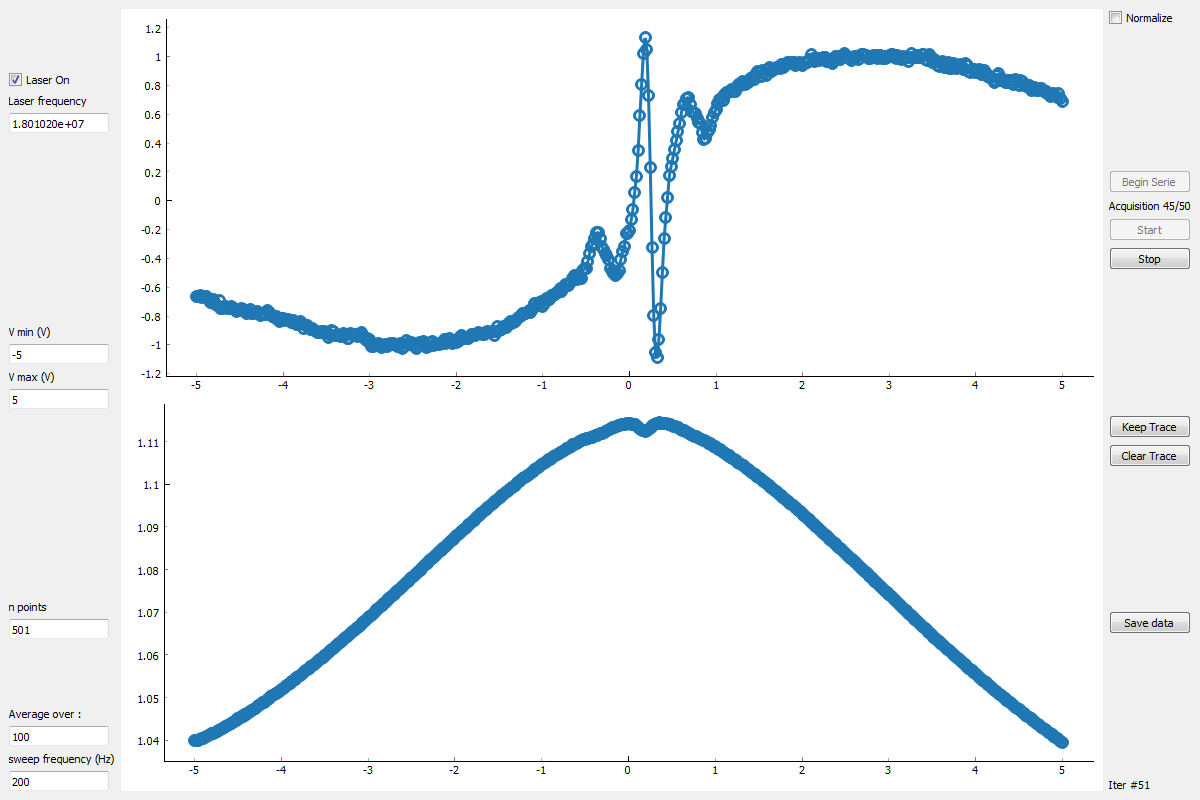 Normalize
Laser On
Laser frequency
1.801020e+07
Begin Serie
Acquisition 45/50
Start
Stop
V min (V)
-5
V max (V)
5
Keep Trace
Clear Trace
n points
501
Save data
Average over :
100
sweep frequency (Hz)
200
Iter #51
1.2
1
0.8
0.6
0.4
0.2
0
-0.2
-0.4
-0.6
-0.8
-1
-1.2
-5 -4 -3 -2 -1 0 1 2 3 4 5
1.11
1.1
1.09
1.08
1.07
1.06
1.05
1.04
-5 -4 -3 -2 -1 0 1 2 3 4 5